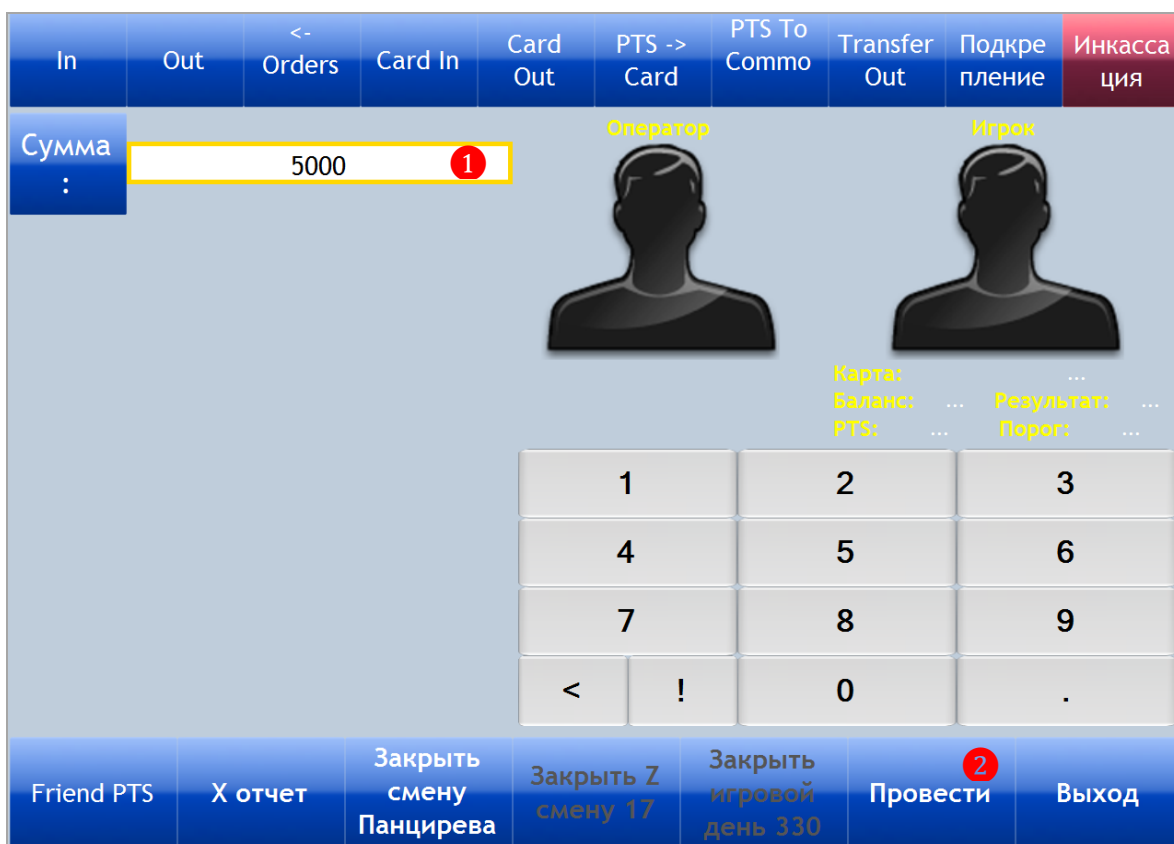 In
Out
<-
Orders
Card In
Card
Out
PTS ->
Card
PTS To
Commo
Transfer
Out
Подкре
пление
Инкасса
ция
Сумма
:
5000
1
Оператор
Игрок
Карта: ...
Баланс: ... Результат: ...
PTS: ... Порог: ...
1 2 3
4 5 6
7 8 9
< ! 0 .
Friend PTS
X отчет
Закрыть
смену
Панцирева
Закрыть Z
смену 17
Закрыть
игровой
день 330
Провести
2
Выход